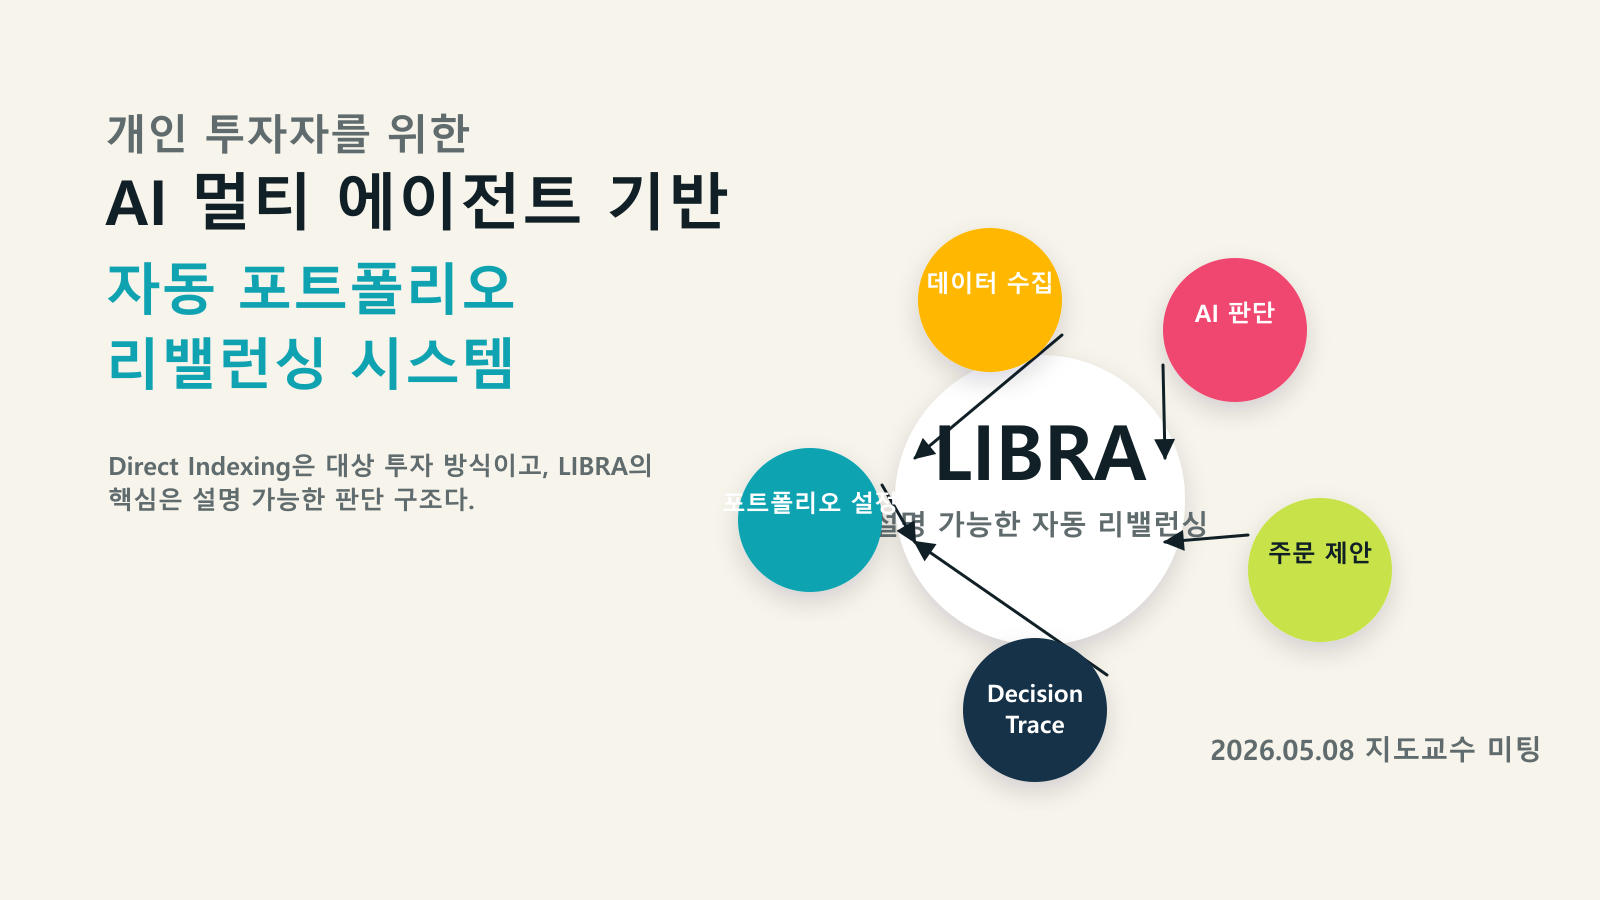 개인 투자자를 위한
AI 멀티 에이전트 기반
자동 포트폴리오
리밸런싱 시스템
Direct Indexing은 대상 투자 방식이고, LIBRA의
핵심은 설명 가능한 판단 구조다.
데이터 수집
AI 판단
LIBRA
설명 가능한 자동 리밸런싱
포트폴리오 설정
주문 제안
Decision
Trace
2026.05.08 지도교수 미팅